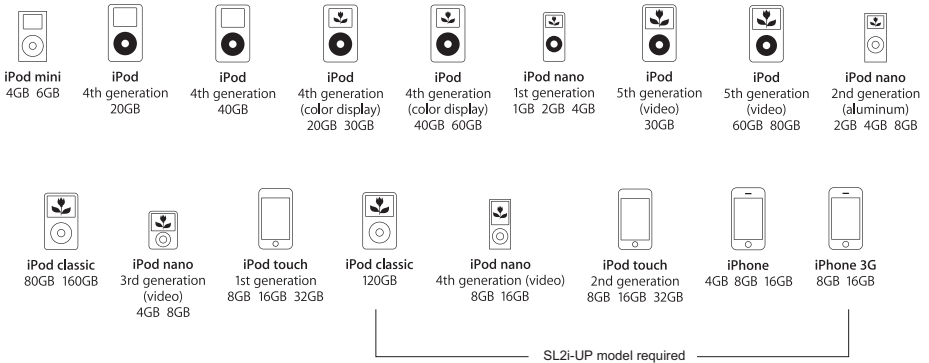 iPod mini
4GB 6GB
iPod
4th generation
20GB
iPod
4th generation
40GB
iPod
4th generation
(color display)
20GB 30GB
iPod
4th generation
(color display)
40GB 60GB
iPod nano
1st generation
1GB 2GB 4GB
iPod
5th generation
(video)
30GB
iPod
5th generation
(video)
60GB 80GB
iPod nano
2nd generation
(aluminum)
2GB 4GB 8GB
iPod classic
80GB 160GB
iPod nano
3rd generation
(video)
4GB 8GB
iPod touch
1st generation
8GB 16GB 32GB
iPod classic
120GB
iPod nano
4th generation (video)
8GB 16GB
iPod touch
2nd generation
8GB 16GB 32GB
iPhone
4GB 8GB 16GB
iPhone 3G
8GB 16GB
SL2i-UP model required